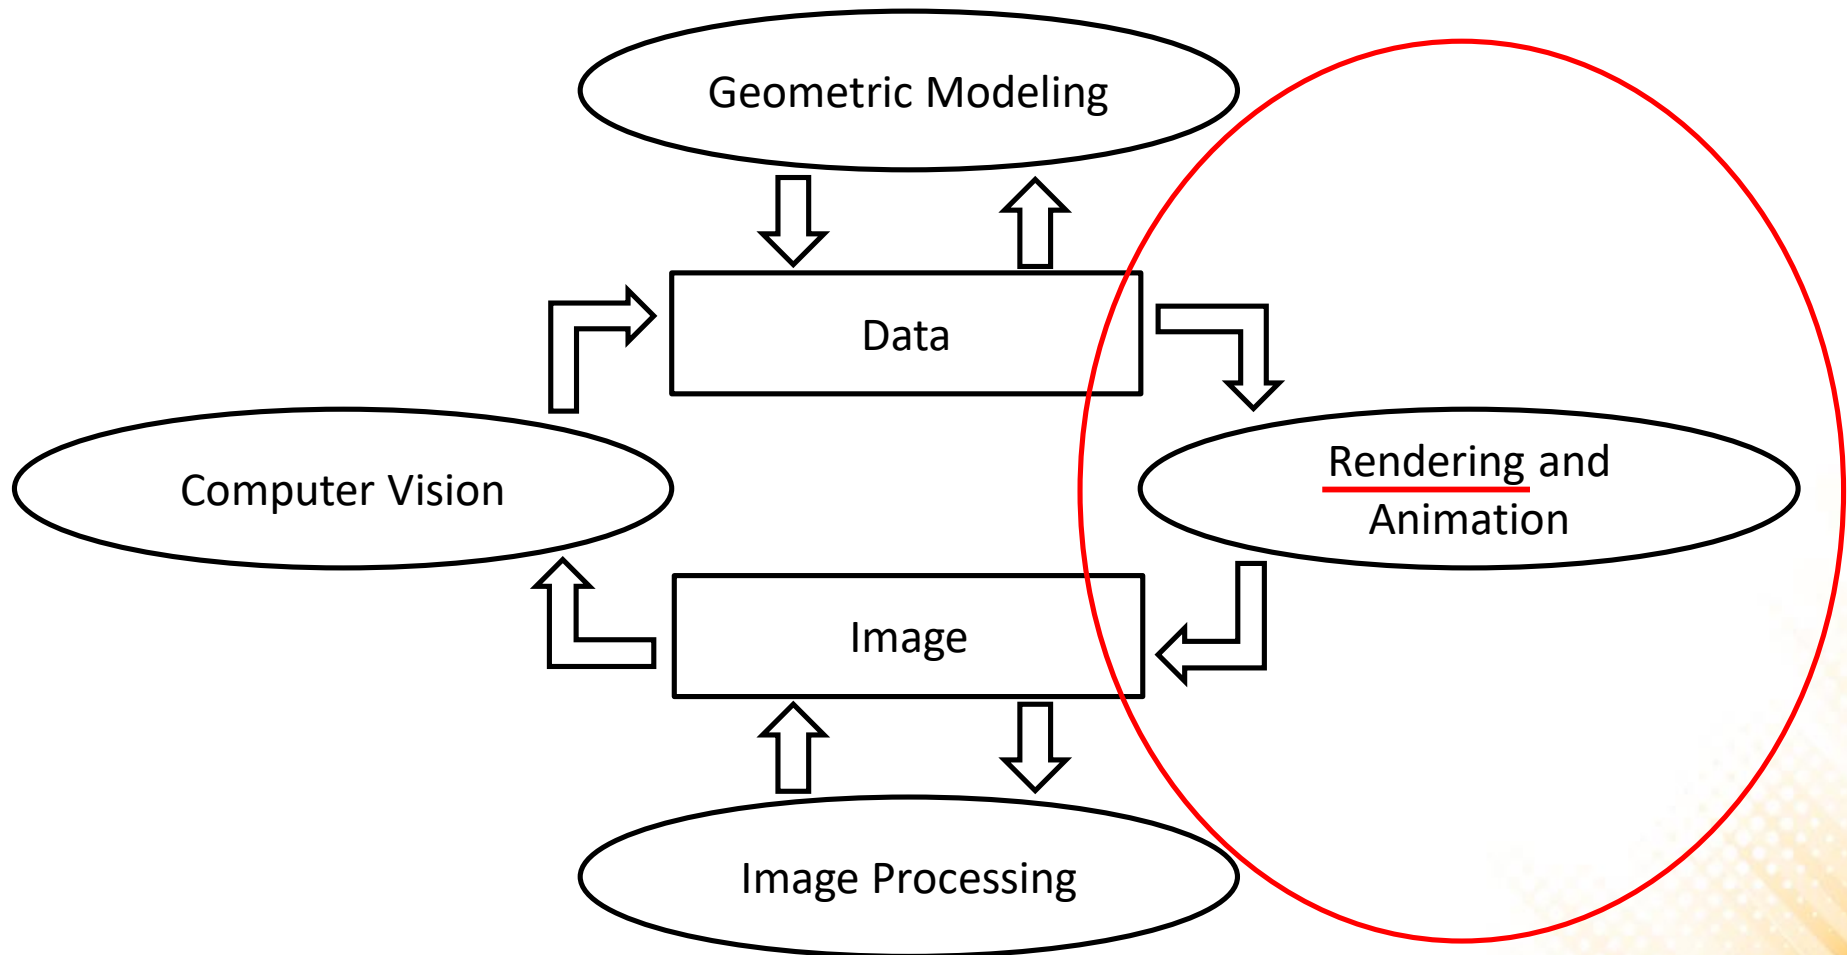 Geometric Modeling
Data
Computer Vision
Rendering and
Animation
Image
Image Processing